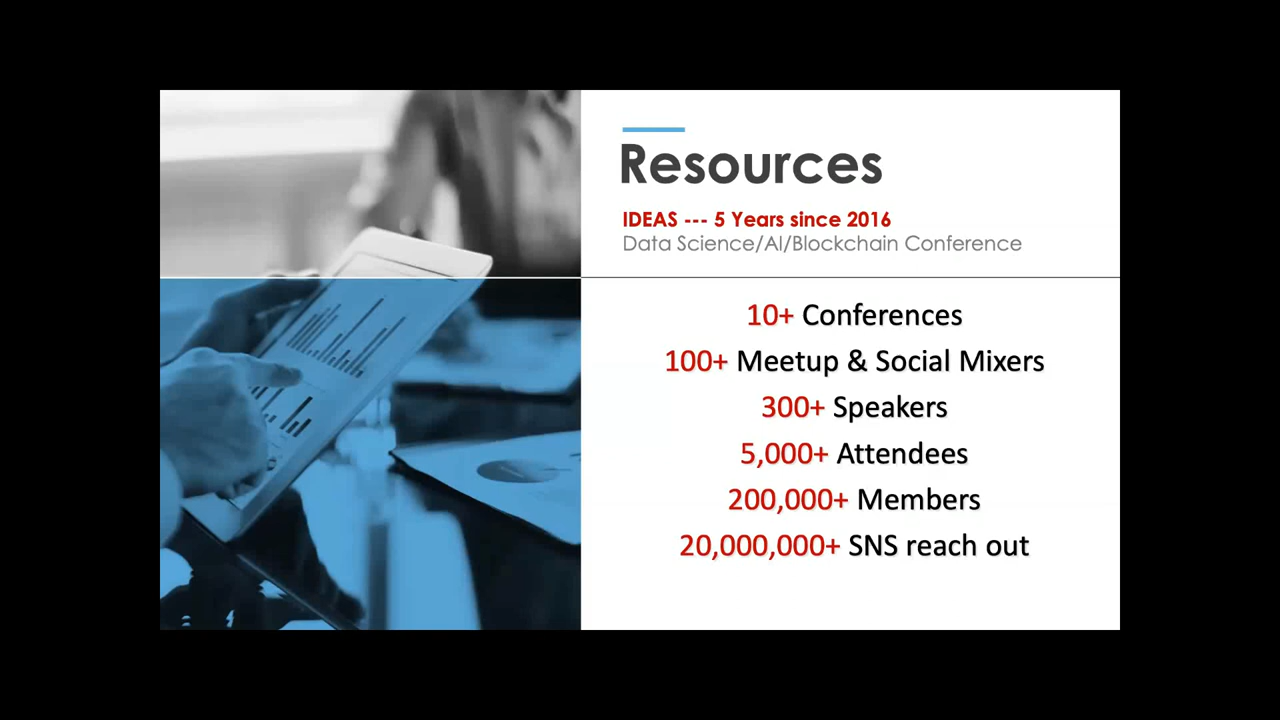 Resources
IDEAS --- 5 Years since 2016
Data Science/AI/Blockchain Conference
10+ Conferences
100+ Meetup & Social Mixers
300+ Speakers
5,000+ Attendees
200,000+ Members
20,000,000+ SNS reach out